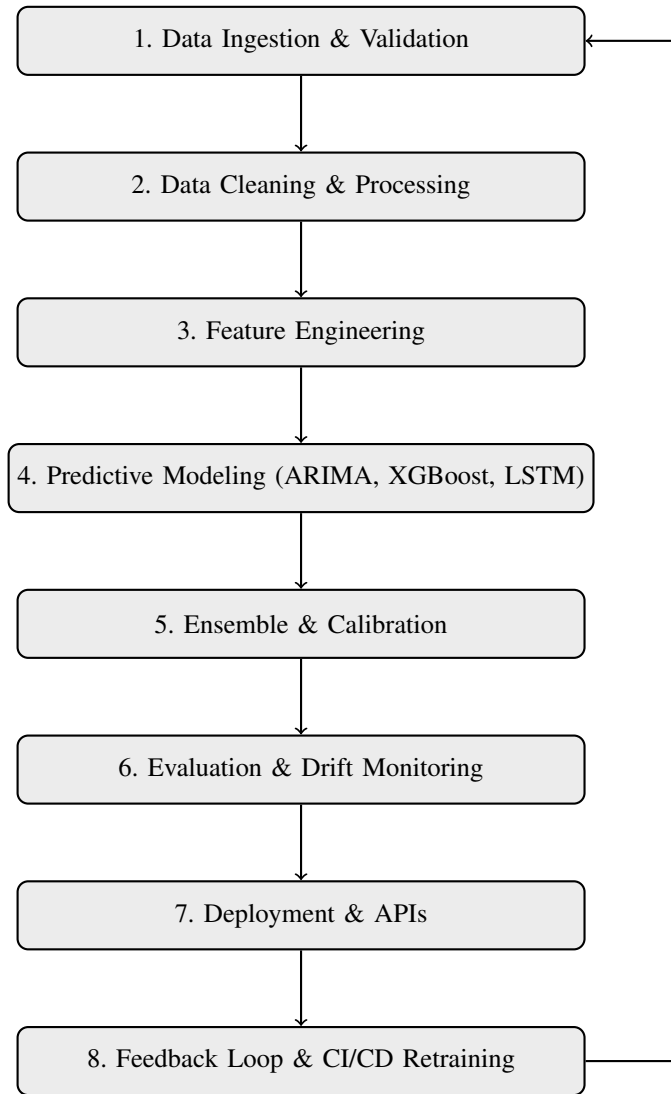 1. Data Ingestion & Validation
2. Data Cleaning & Processing
3. Feature Engineering
4. Predictive Modeling (ARIMA, XGBoost, LSTM)
5. Ensemble & Calibration
6. Evaluation & Drift Monitoring
7. Deployment & APIs
8. Feedback Loop & CI/CD Retraining